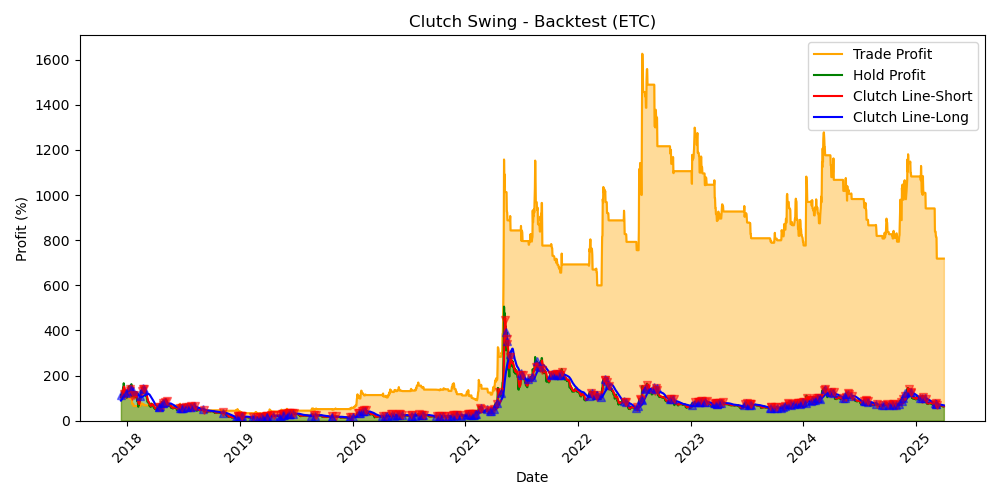 Clutch Swing - Backtest (ETC)
Trade Profit
Hold Profit
Clutch Line-Short
Clutch Line-Long
Profit (%)
1600
1400
1200
1000
800
600
400
200
0
2018
2019
2020
2021
2022
2023
2024
2025
Date